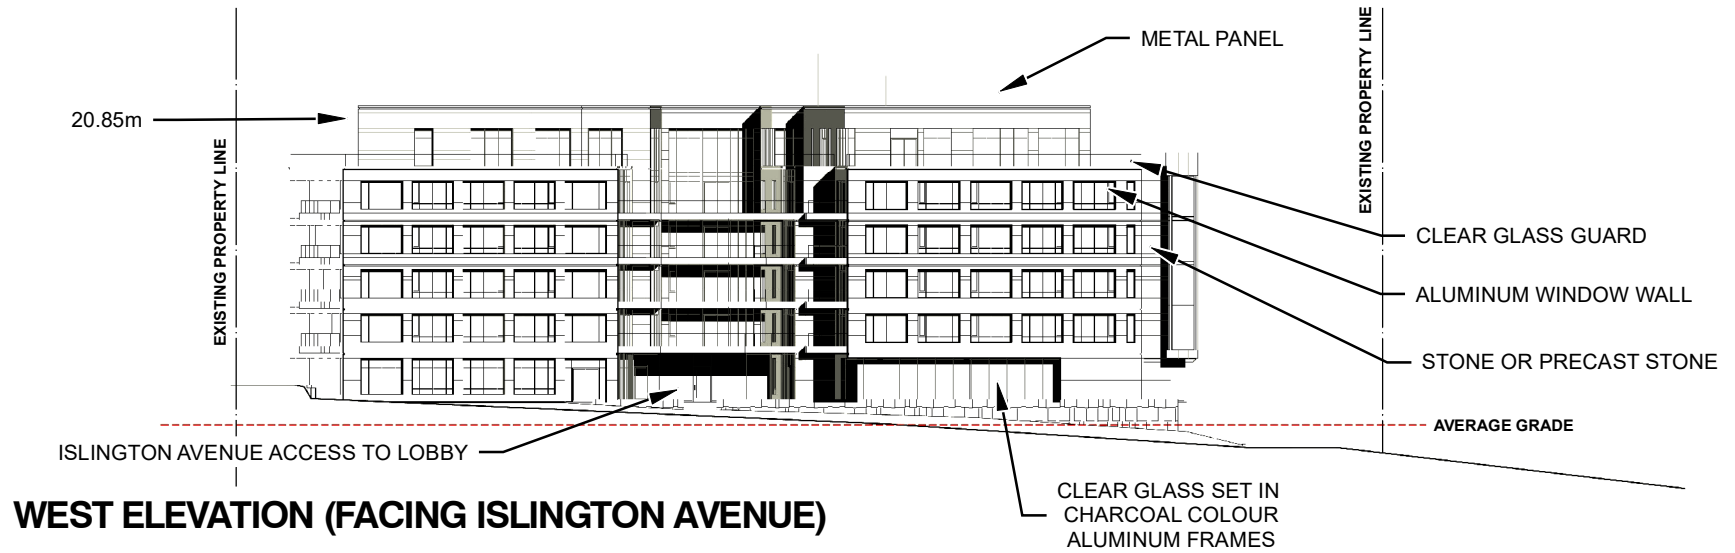 METAL PANEL
20.85m
EXISTING PROPERTY LINE
EXISTING PROPERTY LINE
CLEAR GLASS GUARD
ALUMINUM WINDOW WALL
STONE OR PRECAST STONE
AVERAGE GRADE
ISLINGTON AVENUE ACCESS TO LOBBY
CLEAR GLASS SET IN
CHARCOAL COLOUR
ALUMINUM FRAMES
WEST ELEVATION (FACING ISLINGTON AVENUE)